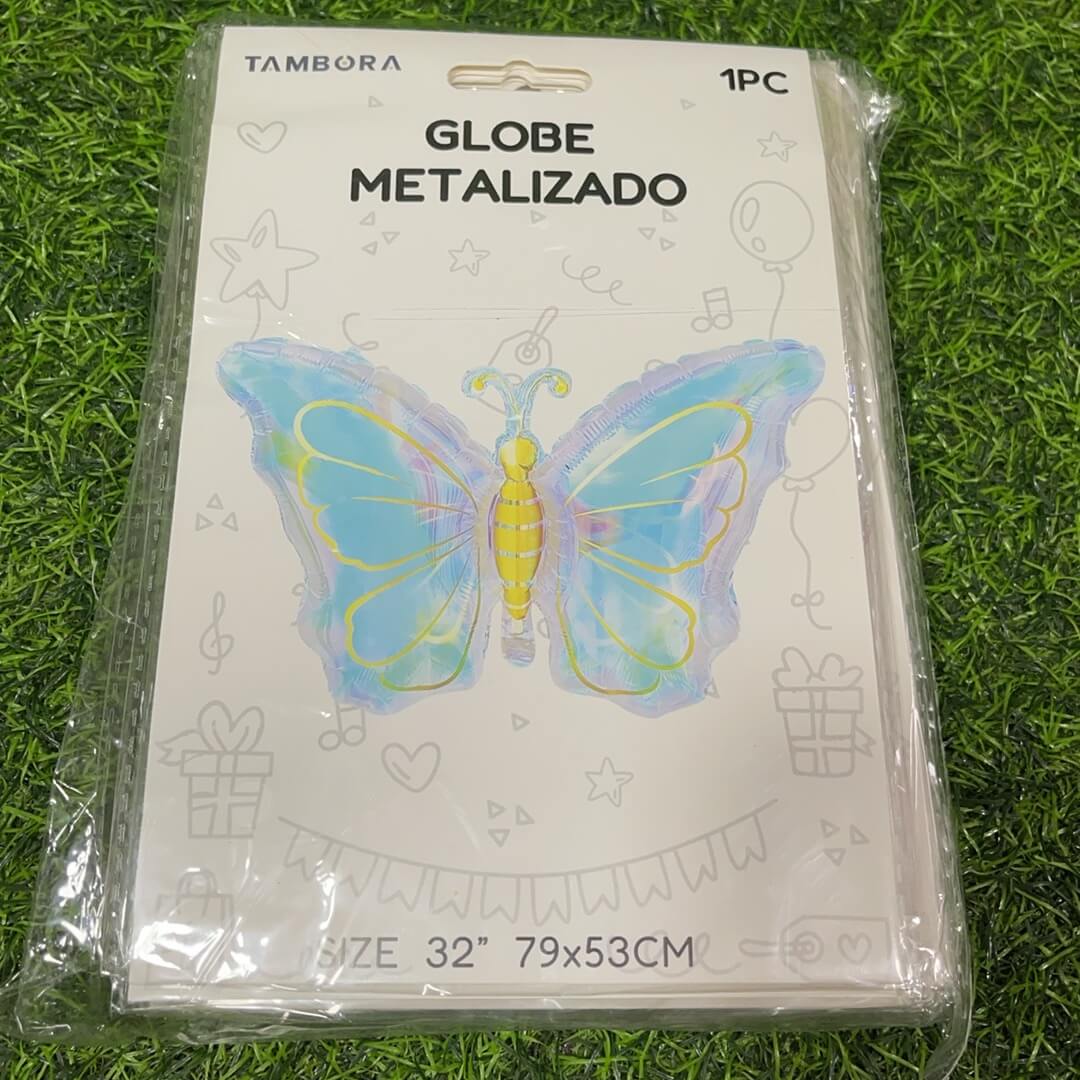 TAMBORA
1PC
GLOBE
METALIZADO
SIZE 32” 79x53CM